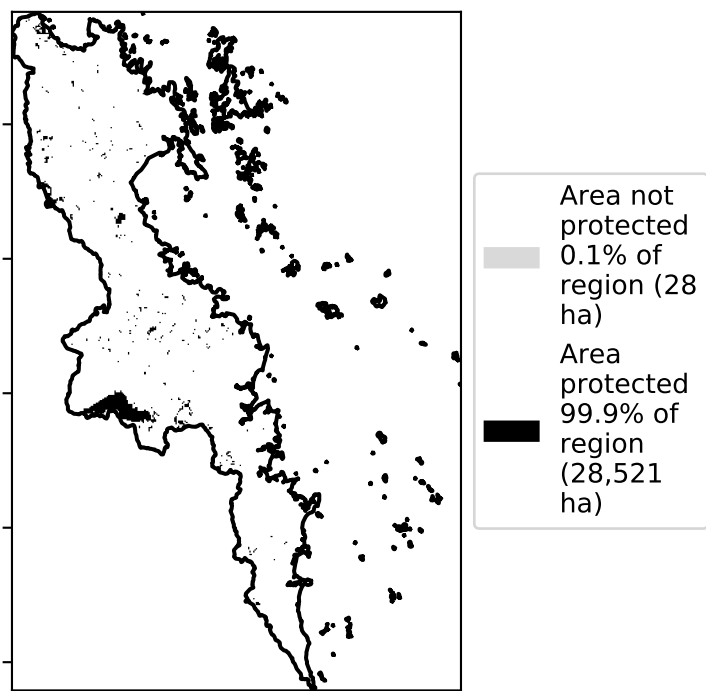 Area not
protected
0.1% of
region (28
ha)
Area
protected
99.9% of
region
(28,521
ha)